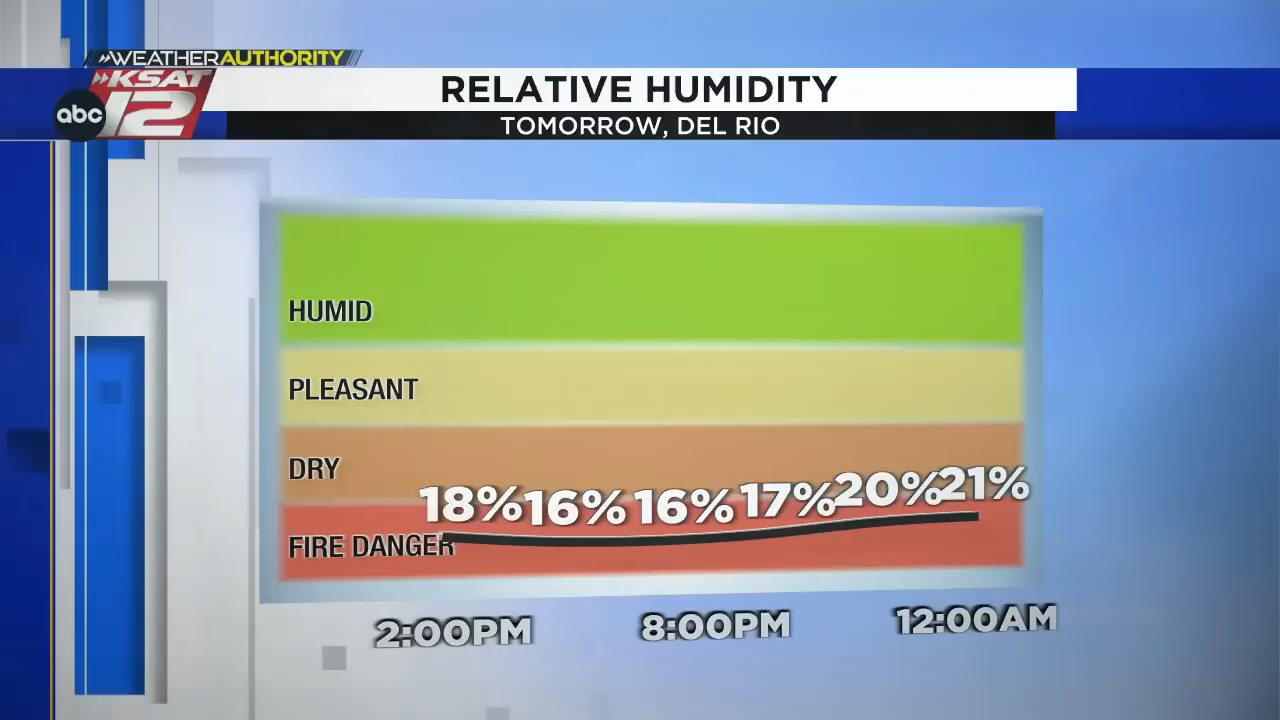 WEATHERAUTHORITY
KSAT
abc 12
RELATIVE HUMIDITY
TOMORROW, DEL RIO
HUMID
PLEASANT
DRY
18% 16% 16% 17% 20% 21%
FIRE DANGER
2:00PM 8:00PM 12:00AM